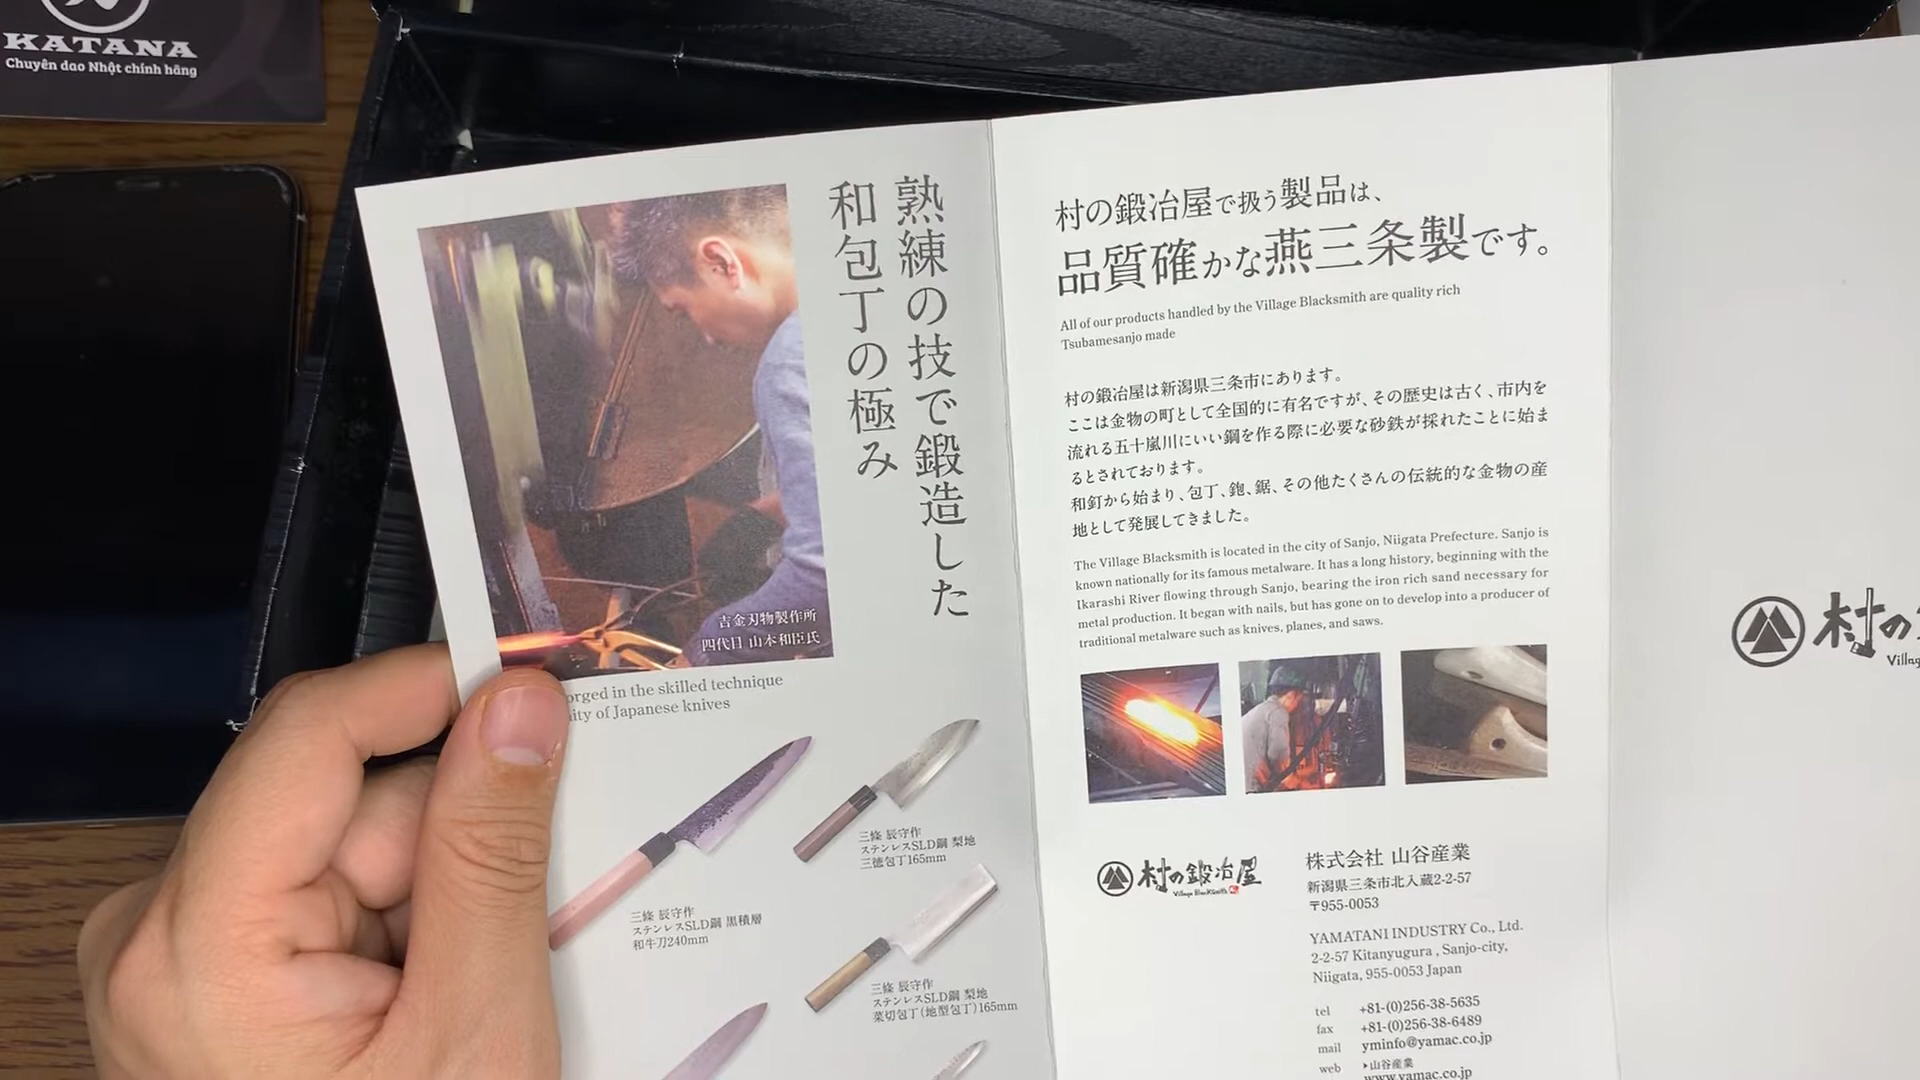 KATANA
Chuyên dao Nhật chính hãng
熟練の技で鍛造した
和包丁の極み
吉金刃物製作所
四代目 山本和臣氏
orged in the skilled technique
ity of Japanese knives
三條 辰守作
ステンレスSLD鋼 梨地
三徳包丁165mm
三條 辰守作
ステンレスSLD鋼 黒積層
和牛刀240mm
三條 辰守作
ステンレスSLD鋼 梨地
菜切包丁(地型包丁)165mm
村の鍛冶屋で扱う製品は、
品質確かな燕三条製です。
All of our products handled by the Village Blacksmith are quality rich
Tsubamesanjo made
村の鍛冶屋は新潟県三条市にあります。
ここは金物の町として全国的に有名ですが、その歴史は古く、市内を
流れる五十嵐川にいい鋼を作る際に必要な砂鉄が採れたことに始ま
るとされております。
和釘から始まり、包丁、鉋、鋸、その他たくさんの伝統的な金物の産
地として発展してきました。
The Village Blacksmith is located in the city of Sanjo, Niigata Prefecture. Sanjo is
known nationally for its famous metalware. It has a long history, beginning with the
Ikarashi River flowing through Sanjo, bearing the iron rich sand necessary for
metal production. It began with nails, but has gone on to develop into a producer of
traditional metalware such as knives, planes, and saws.
村の鍛冶屋
Village Blacksmith
株式会社 山谷産業
新潟県三条市北入蔵2-2-57
〒955-0053
YAMATANI INDUSTRY Co., Ltd.
2-2-57 Kitanyugura , Sanjo-city,
Niigata, 955-0053 Japan
tel +81-(0)256-38-5635
fax +81-(0)256-38-6489
mail yminfo@yamac.co.jp
web ▸山谷産業
www.yamac.co.jp
村の
Villag